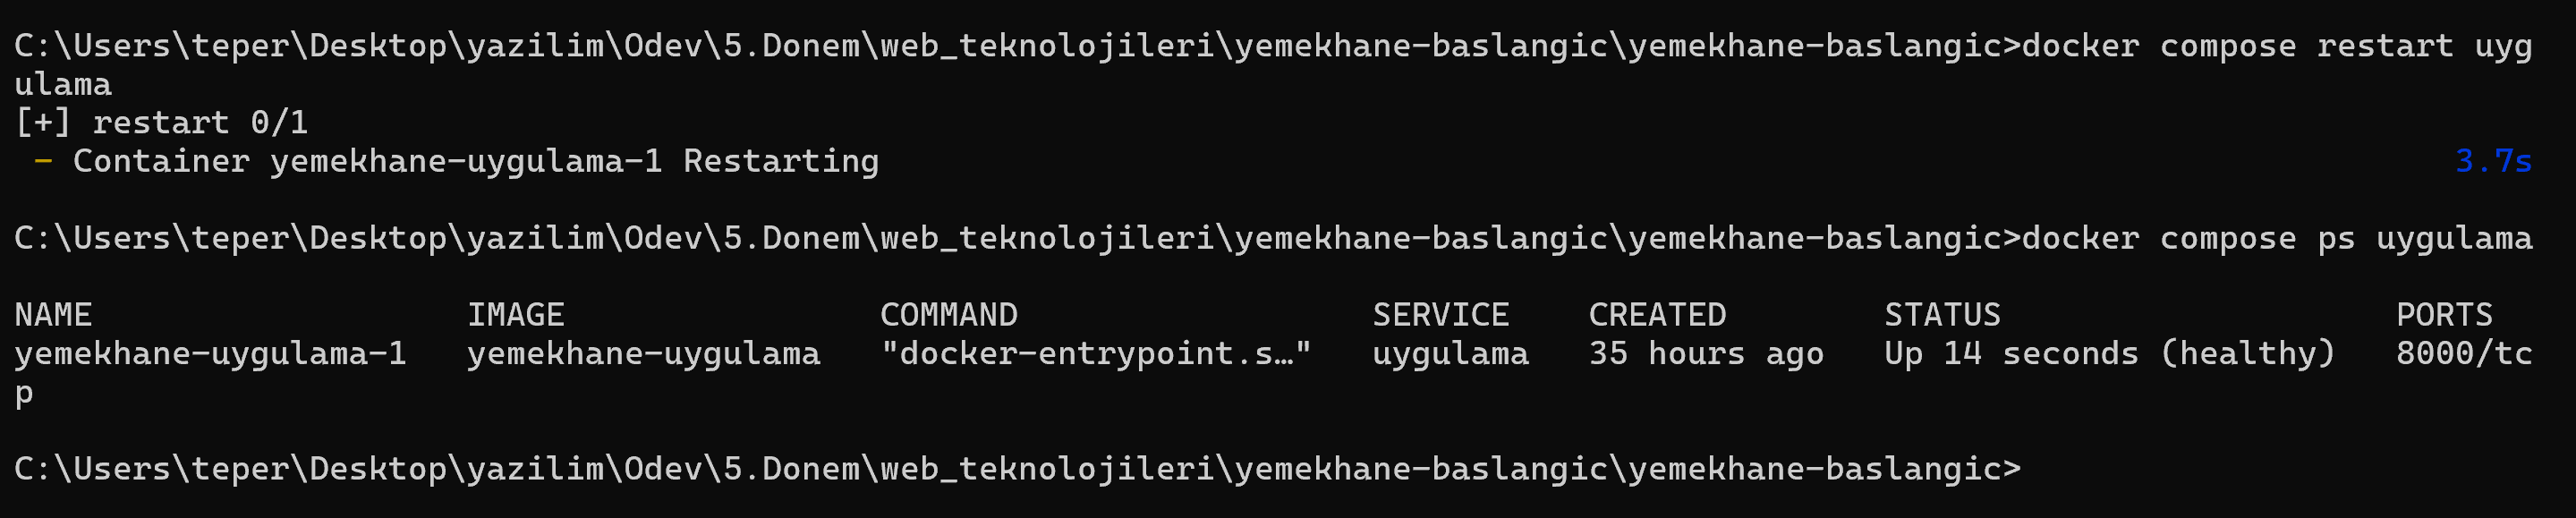 C:\Users\teper\Desktop\yazilim\Odev\5.Donem\web_teknolojileri\yemekhane-baslangic\yemekhane-baslangic>docker compose restart uyg
ulama
[+] restart 0/1
 - Container yemekhane-uygulama-1 Restarting 3.7s
C:\Users\teper\Desktop\yazilim\Odev\5.Donem\web_teknolojileri\yemekhane-baslangic\yemekhane-baslangic>docker compose ps uygulama
NAME IMAGE COMMAND SERVICE CREATED STATUS PORTS
yemekhane-uygulama-1 yemekhane-uygulama "docker-entrypoint.s…" uygulama 35 hours ago Up 14 seconds (healthy) 8000/tc
p
C:\Users\teper\Desktop\yazilim\Odev\5.Donem\web_teknolojileri\yemekhane-baslangic\yemekhane-baslangic>